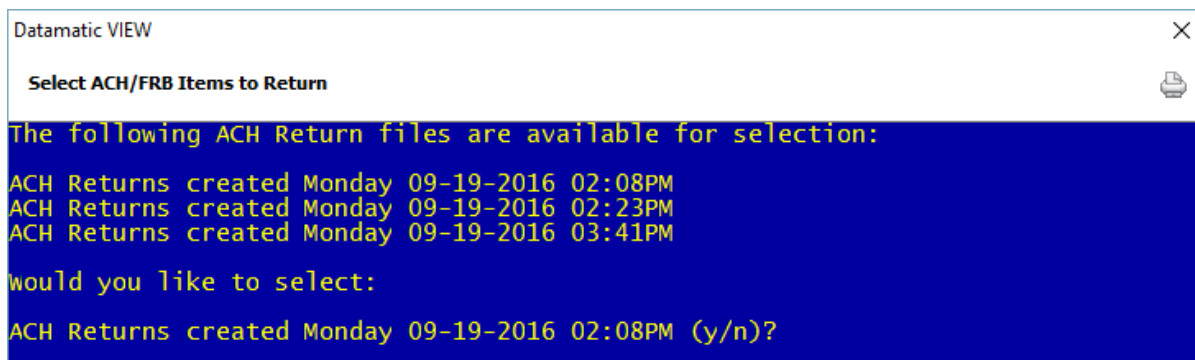 Datamatic VIEW
Select ACH/FRB Items to Return
The following ACH Return files are available for selection:
ACH Returns created Monday 09-19-2016 02:08PM
ACH Returns created Monday 09-19-2016 02:23PM
ACH Returns created Monday 09-19-2016 03:41PM
Would you like to select:
ACH Returns created Monday 09-19-2016 02:08PM (y/n)?